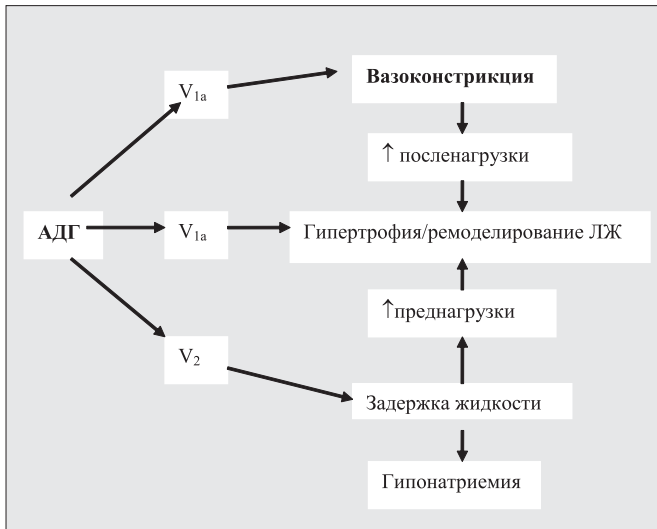 Вазоконстрикция
V1a
↑ посленагрузки
АДГ
V1a
Гипертрофия/ремоделирование ЛЖ
↑преднагрузки
V2
Задержка жидкости
Гипонатриемия